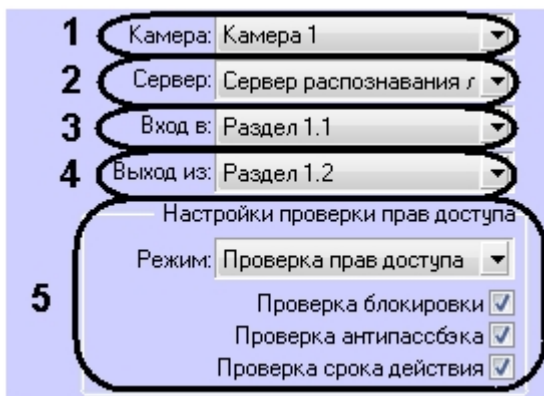 1 Камера: Камера 1
2 Сервер: Сервер распознавания л
3 Вход в: Раздел 1.1
4 Выход из: Раздел 1.2
Настройки проверки прав доступа
Режим: Проверка прав доступа
5
Проверка блокировки
Проверка антипассбэка
Проверка срока действия